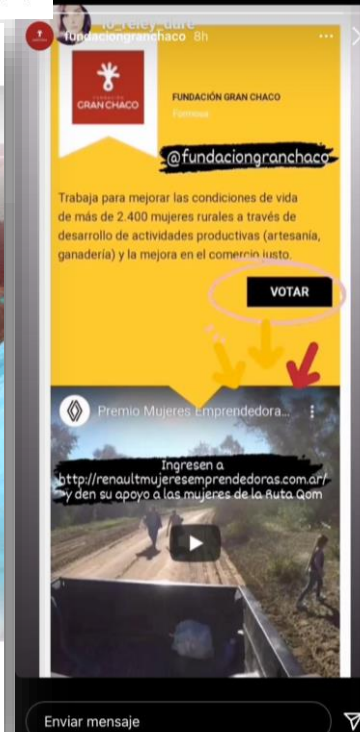 fundaciongranchaco 8h
FUNDACIÓN
GRAN CHACO
FUNDACIÓN GRAN CHACO
Formosa
@fundaciongranchaco
Trabaja para mejorar las condiciones de vida
de más de 2.400 mujeres rurales a través de
desarrollo de actividades productivas (artesanía,
ganadería) y la mejora en el comercio justo.
VOTAR
Premio Mujeres Emprendedora...
Ingresen a
http://renaultmujeresemprendedoras.com.ar/
y den su apoyo a las mujeres de la Ruta Qom
Enviar mensaje